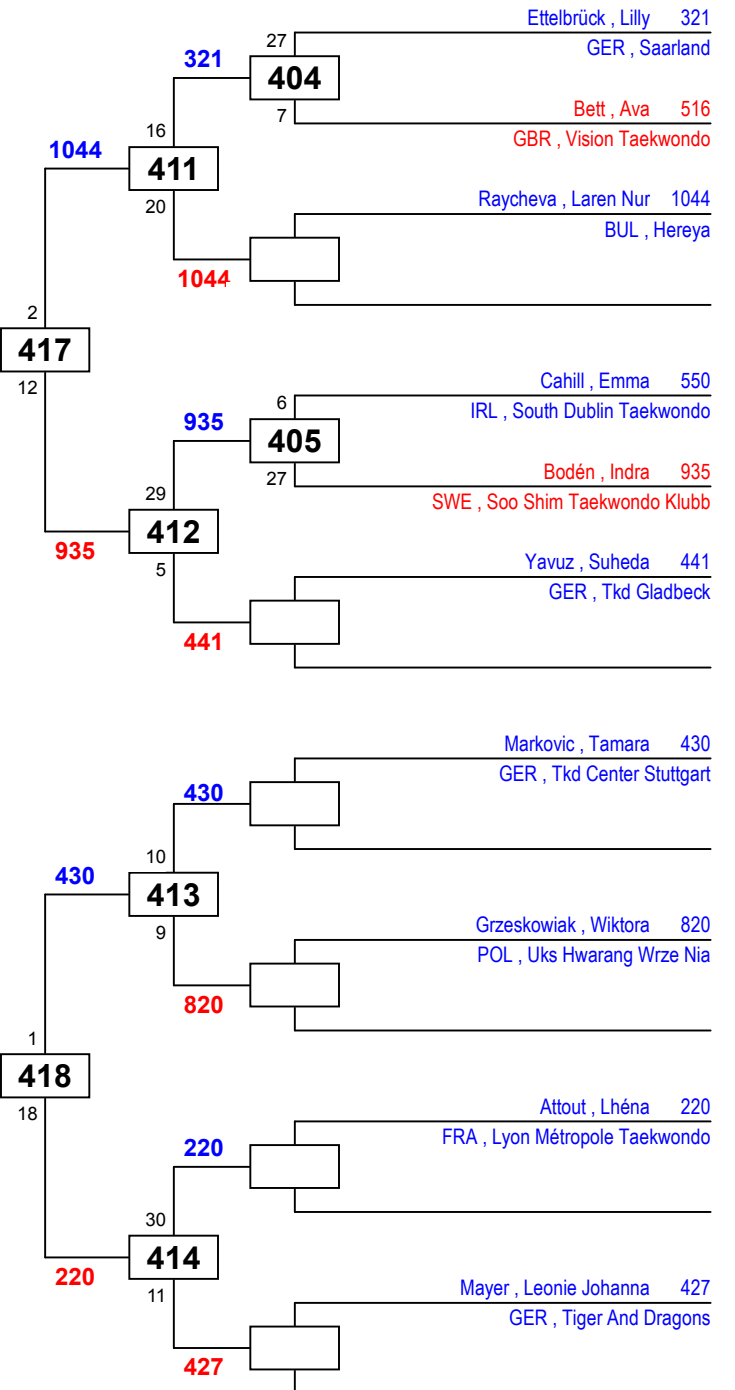 Ettelbrück , Lilly 321
27
GER , Saarland
321
404
Bett , Ava 516
7
16
GBR , Vision Taekwondo
1044
411
Raychева , Laren Nur 1044
20
BUL , Hereya
1044
2
417
Cahill , Emma 550
12
6
IRL , South Dublin Taekwondo
935
405
Bodén , Indra 935
27
29
SWE , Soo Shim Taekwondo Klubb
412
935
Yavuz , Suheda 441
5
GER , Tkd Gladbeck
441
Markovic , Tamara 430
GER , Tkd Center Stuttgart
430
10
430
413
Grzeskowiak , Wiktora 820
9
POL , Uks Hwarang Wrze Nia
820
1
418
Attout , Lhéna 220
18
FRA , Lyon Métropole Taekwondo
220
30
414
220
Mayer , Leonie Johanna 427
11
GER , Tiger And Dragons
427